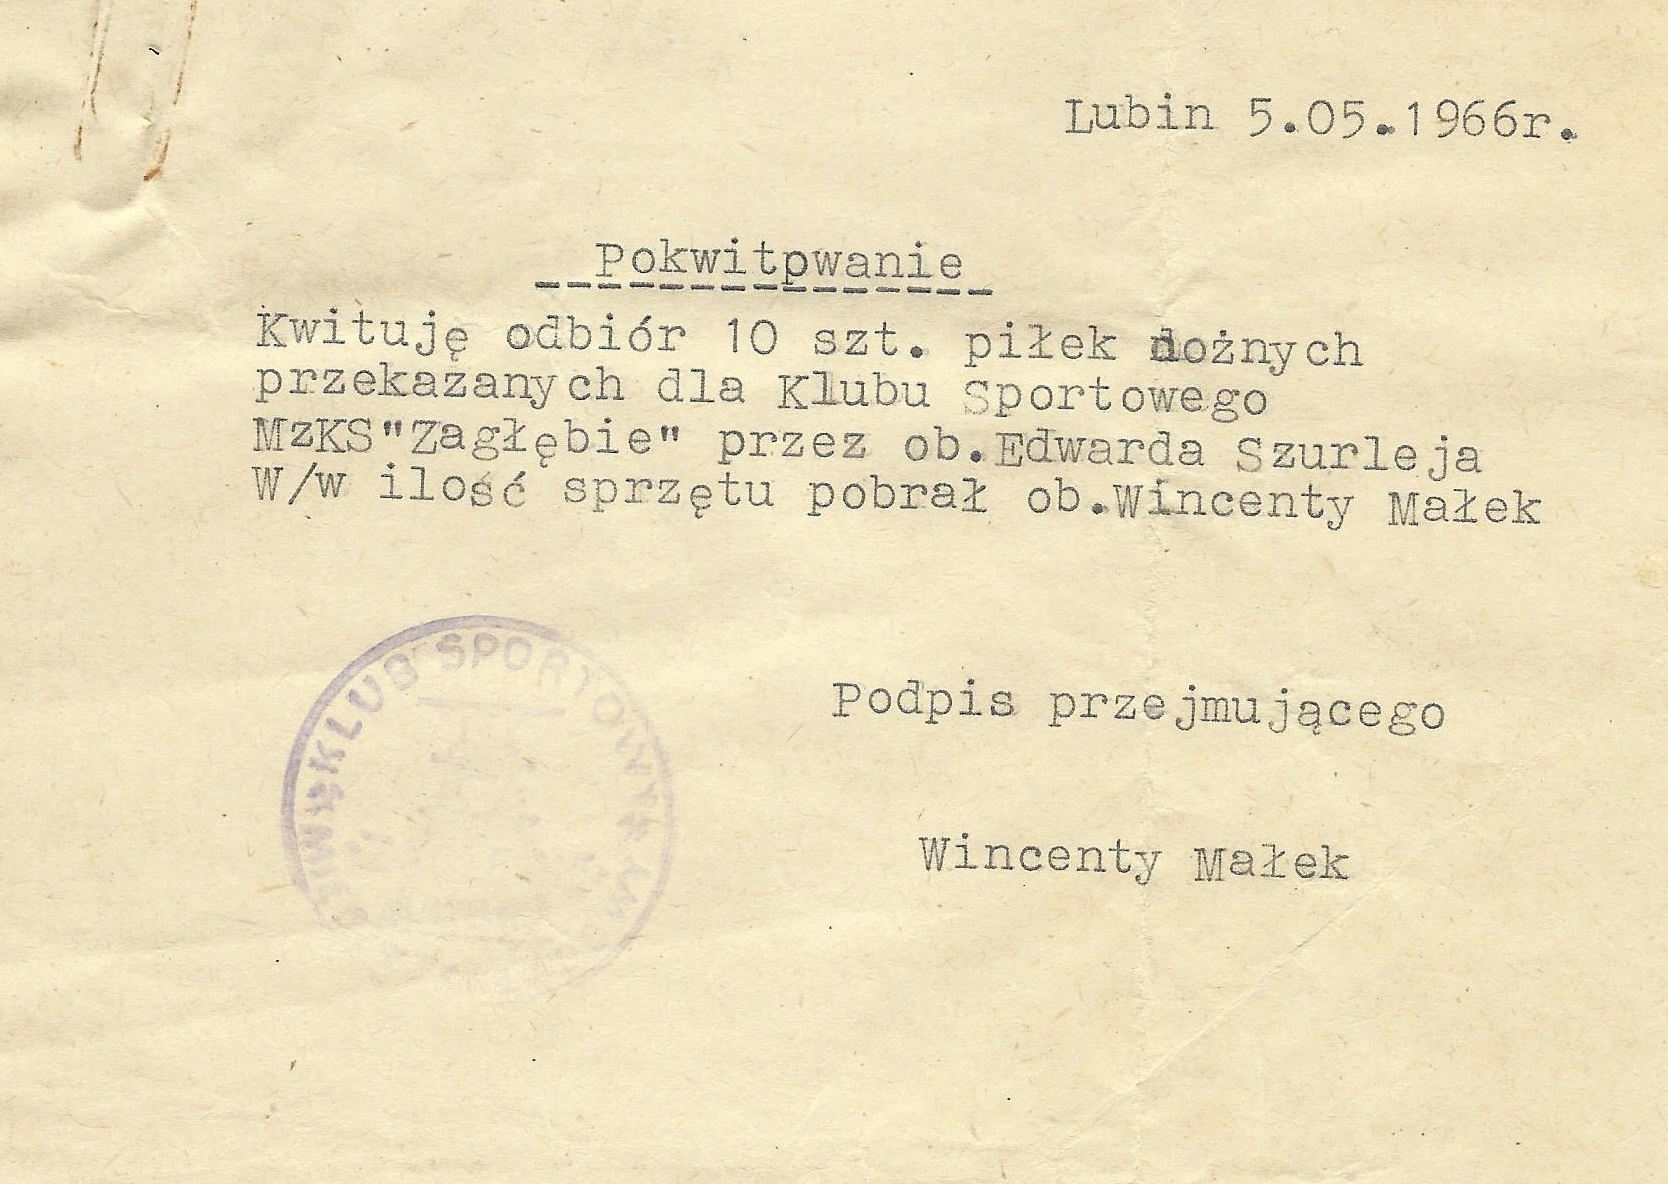 Lubin 5.05.1966r.
Pokwitpwanie
Kwituję odbiór 10 szt. piłek nożnych
przekazanych dla Klubu Sportowego
MzKS"Zagłębie" przez ob.Edwarda Szurleja
W/w ilość sprzętu pobrał ob.Wincenty Małek
KLUB SPORTOWY
Podpis przejmującego
Wincenty Małek